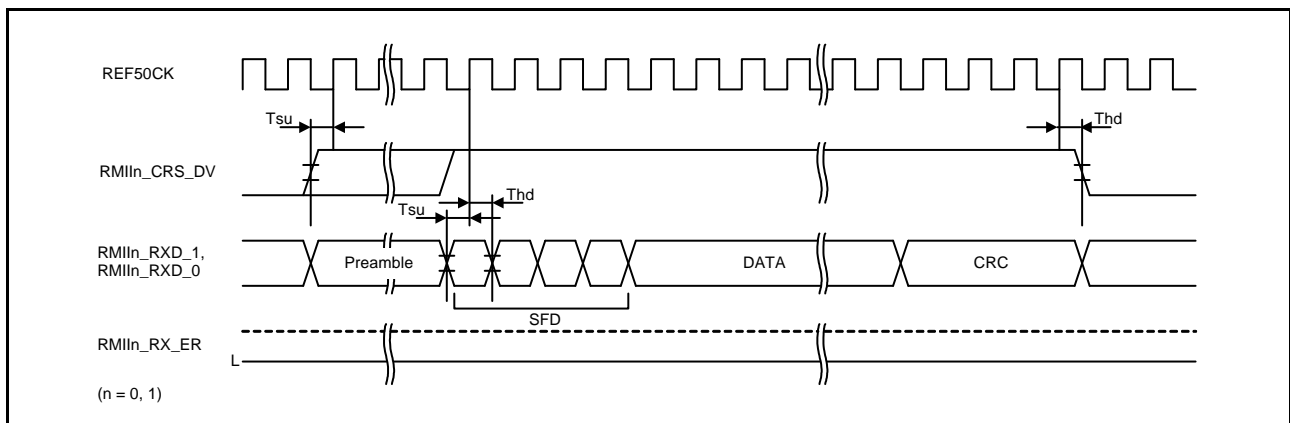 REF50CK
Tsu
Thd
RMIIn_CRS_DV
Thd
Tsu
RMIIn_RXD_1,
RMIIn_RXD_0
Preamble
DATA
CRC
SFD
RMIIn_RX_ER
L
(n = 0, 1)